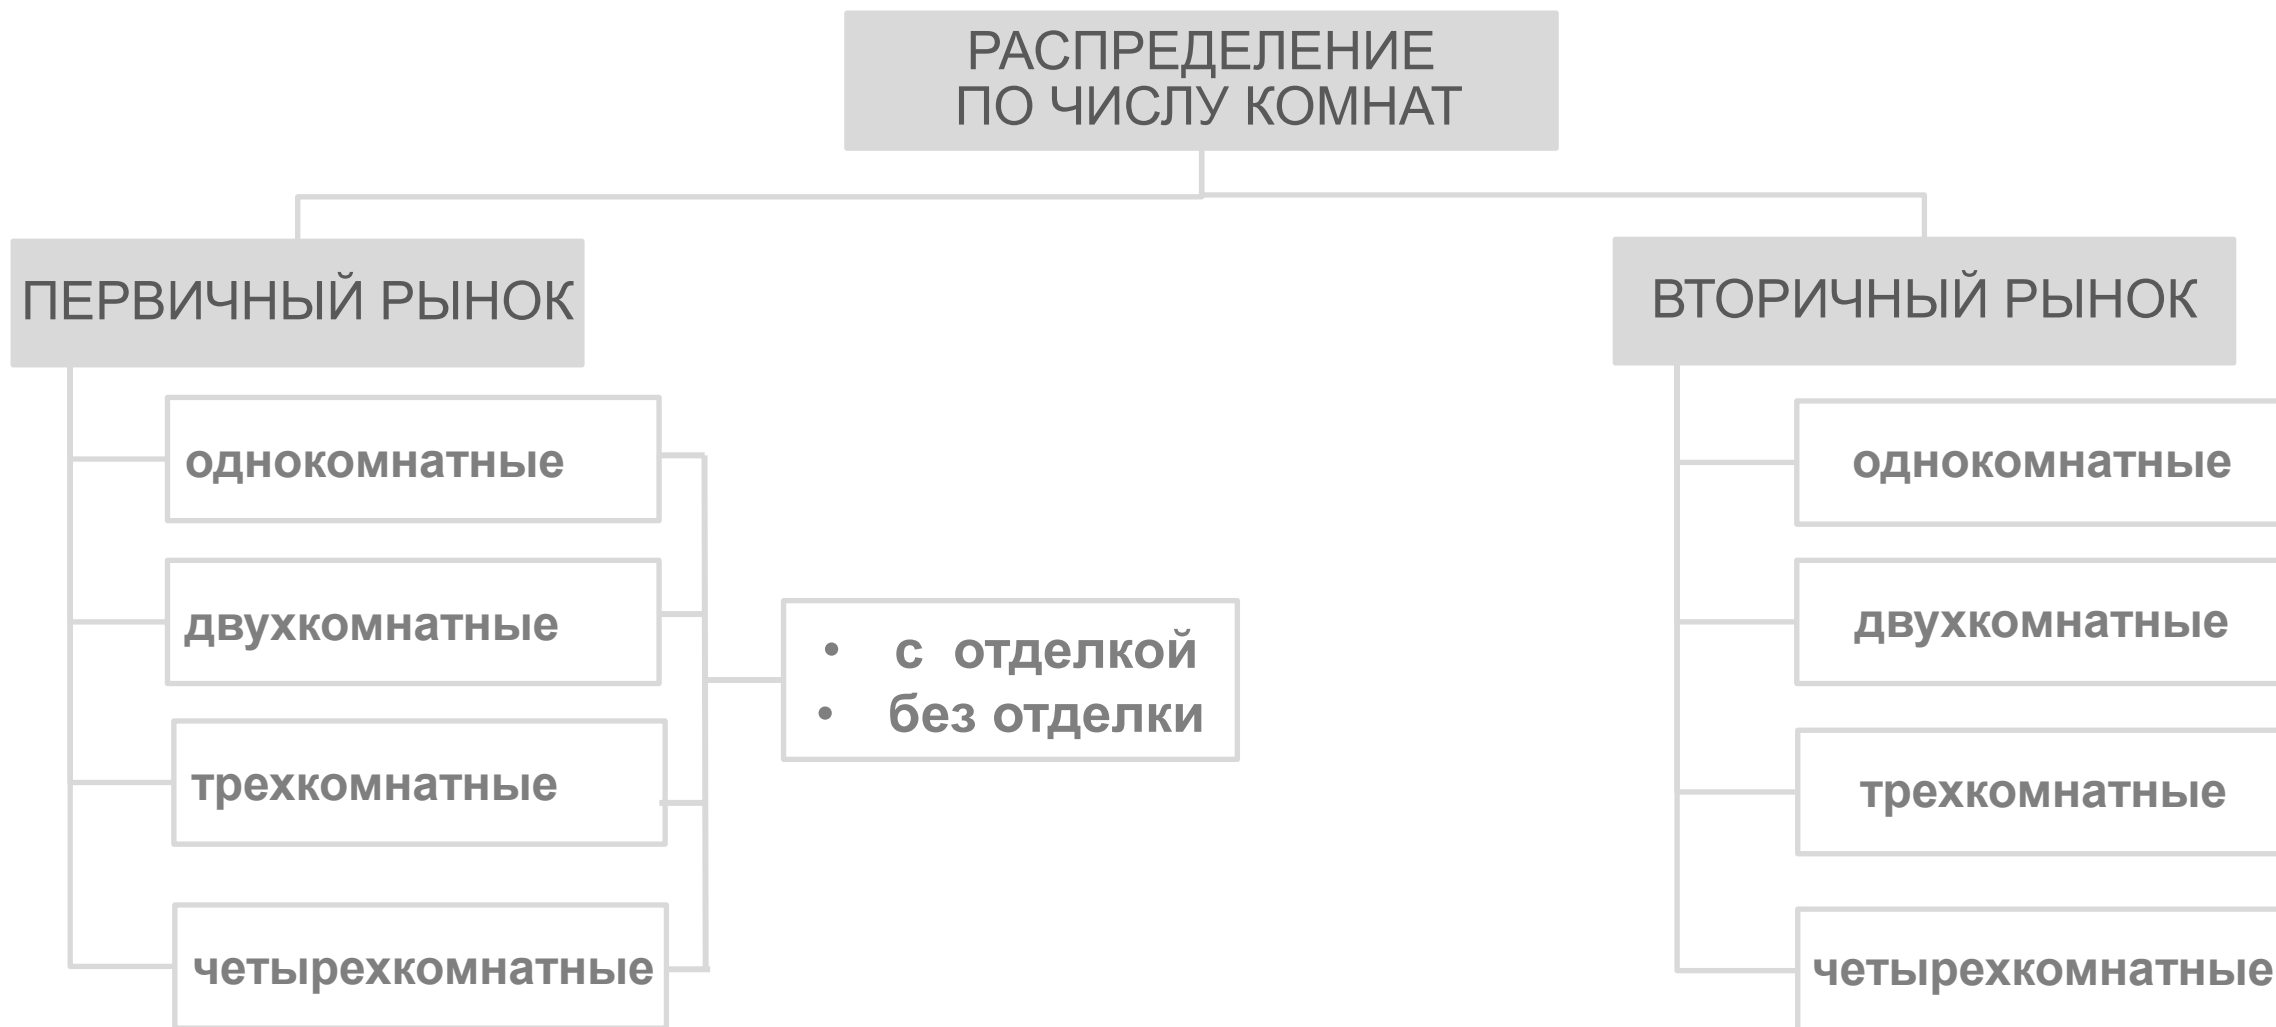 РАСПРЕДЕЛЕНИЕ
ПО ЧИСЛУ КОМНАТ
ПЕРВИЧНЫЙ РЫНОК
однокомнатные
двухкомнатные
трехкомнатные
четырехкомнатные
• с отделкой
• без отделки
ВТОРИЧНЫЙ РЫНОК
однокомнатные
двухкомнатные
трехкомнатные
четырехкомнатные